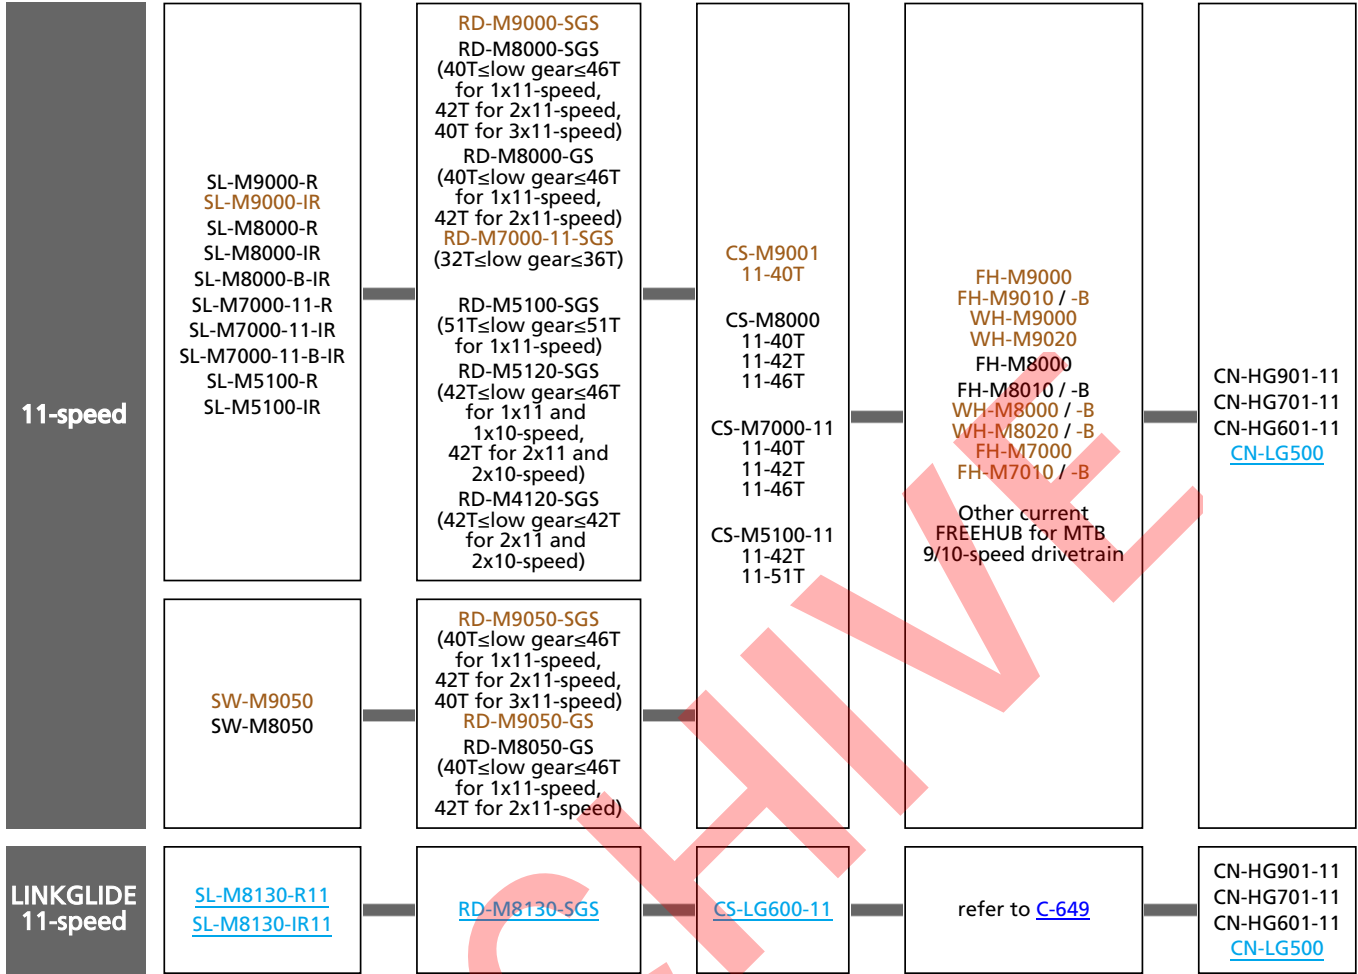 11-speed
SL-M9000-R
SL-M9000-IR
SL-M8000-R
SL-M8000-IR
SL-M8000-B-IR
SL-M7000-11-R
SL-M7000-11-IR
SL-M7000-11-B-IR
SL-M5100-R
SL-M5100-IR
RD-M9000-SGS
RD-M8000-SGS
(40T≤low gear≤46T
for 1x11-speed,
42T for 2x11-speed,
40T for 3x11-speed)
RD-M8000-GS
(40T≤low gear≤46T
for 1x11-speed,
42T for 2x11-speed)
RD-M7000-11-SGS
(32T≤low gear≤36T)
RD-M5100-SGS
(51T≤low gear≤51T
for 1x11-speed)
RD-M5120-SGS
(42T≤low gear≤46T
for 1x11 and
1x10-speed,
42T for 2x11 and
2x10-speed)
RD-M4120-SGS
(42T≤low gear≤42T
for 2x11 and
2x10-speed)
SW-M9050
SW-M8050
RD-M9050-SGS
(40T≤low gear≤46T
for 1x11-speed,
42T for 2x11-speed,
40T for 3x11-speed)
RD-M9050-GS
RD-M8050-GS
(40T≤low gear≤46T
for 1x11-speed,
42T for 2x11-speed)
CS-M9001
11-40T
CS-M8000
11-40T
11-42T
11-46T
CS-M7000-11
11-40T
11-42T
11-46T
CS-M5100-11
11-42T
11-51T
FH-M9000
FH-M9010 / -B
WH-M9000
WH-M9020
FH-M8000
FH-M8010 / -B
WH-M8000 / -B
WH-M8020 / -B
FH-M7000
FH-M7010 / -B
Other current
FREEHUB for MTB
9/10-speed drivetrain
CN-HG901-11
CN-HG701-11
CN-HG601-11
CN-LG500
LINKGLIDE
11-speed
SL-M8130-R11
SL-M8130-IR11
RD-M8130-SGS
CS-LG600-11
refer to C-649
CN-HG901-11
CN-HG701-11
CN-HG601-11
CN-LG500
CHIVE